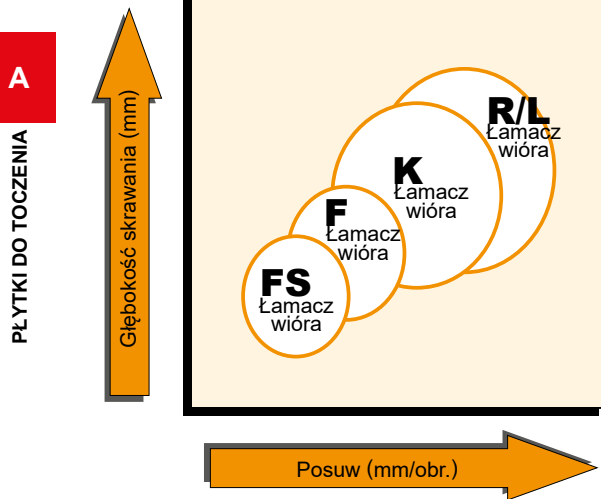 A
PŁYTKI DO TOCZENIA
Głębokość skrawania (mm)
R/L
Łamacz
wióra
K
Łamacz
wióra
F
Łamacz
wióra
FS
Łamacz
wióra
Posuw (mm/obr.)